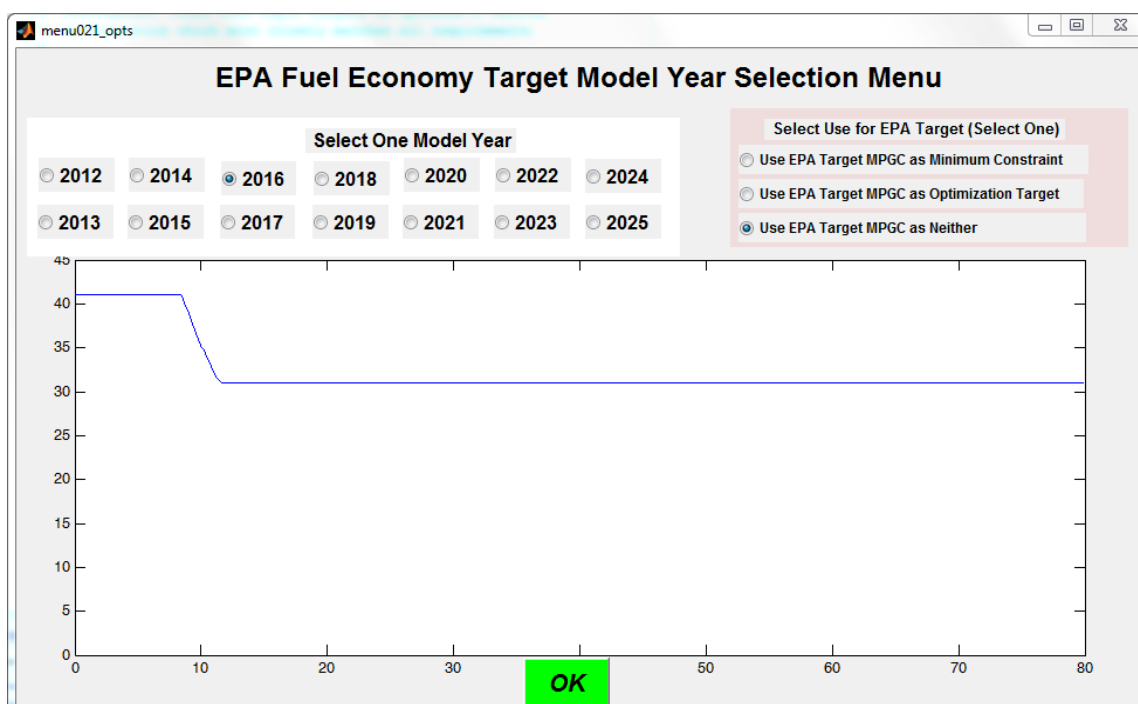 menu021_opts
EPA Fuel Economy Target Model Year Selection Menu
Select One Model Year
2012 2014 2016 2018 2020 2022 2024
2013 2015 2017 2019 2021 2023 2025
Select Use for EPA Target (Select One)
Use EPA Target MPGC as Minimum Constraint
Use EPA Target MPGC as Optimization Target
Use EPA Target MPGC as Neither
45
40
35
30
25
20
15
10
5
0
0 10 20 30 50 60 70 80
OK